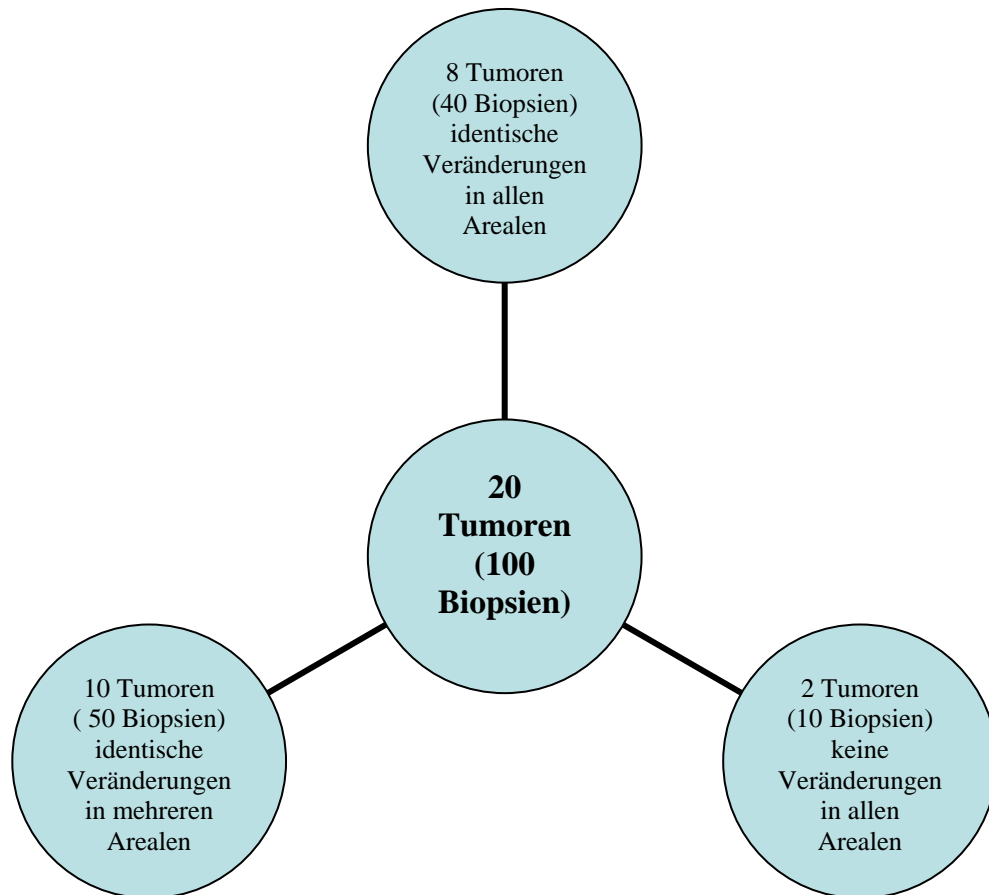 8 Tumoren
(40 Biopsien)
identische
Veränderungen
in allen
Arealen
20
Tumoren
(100
Biopsien)
10 Tumoren
( 50 Biopsien)
identische
Veränderungen
in mehreren
Arealen
2 Tumoren
(10 Biopsien)
keine
Veränderungen
in allen
Arealen